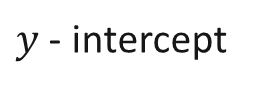 y - intercept